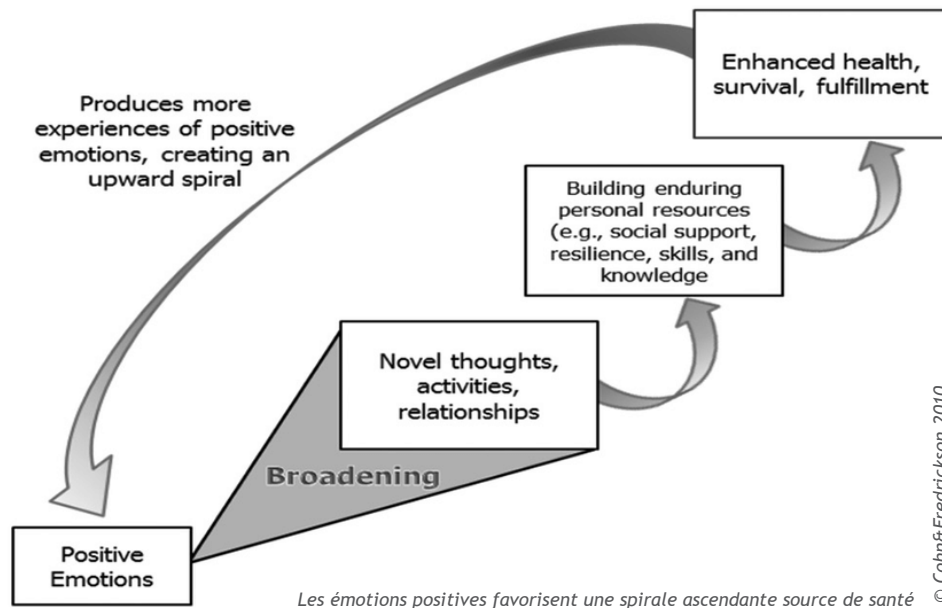 Enhanced health,
survival, fulfillment
Produces more
experiences of positive
emotions, creating an
upward spiral
Building enduring
personal resources
(e.g., social support,
resilience, skills, and
knowledge
Novel thoughts,
activities,
relationships
Broadening
Positive
Emotions
Les émotions positives favorisent une spirale ascendante source de santé
© Cohn&Fredrickson 2010